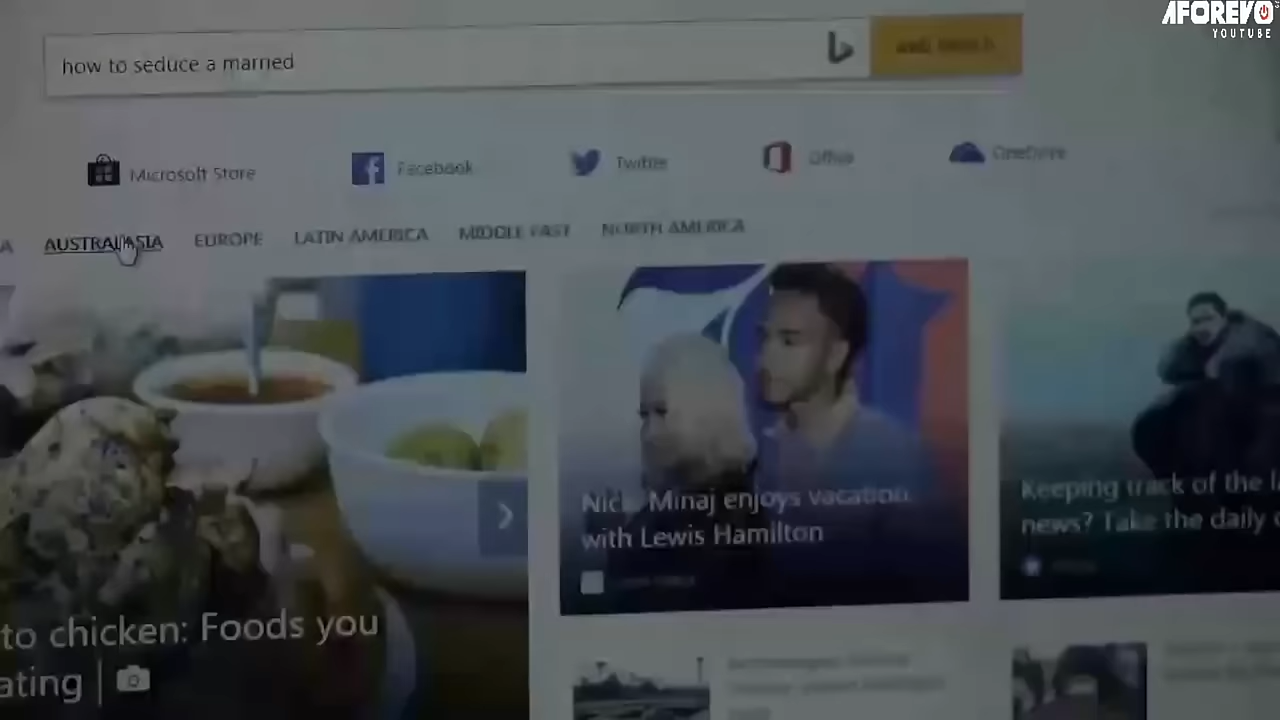 AFOREVO
YOUTUBE
how to seduce a married
Microsoft Store
Facebook
Twitter
Office
OneDrive
A
AUSTRALASIA
EUROPE
LATIN AMERICA
MIDDLE EAST
NORTH AMERICA
Nicki Minaj enjoys vacation
with Lewis Hamilton
Keeping track of the l
news? Take the daily
to chicken: Foods you
ating